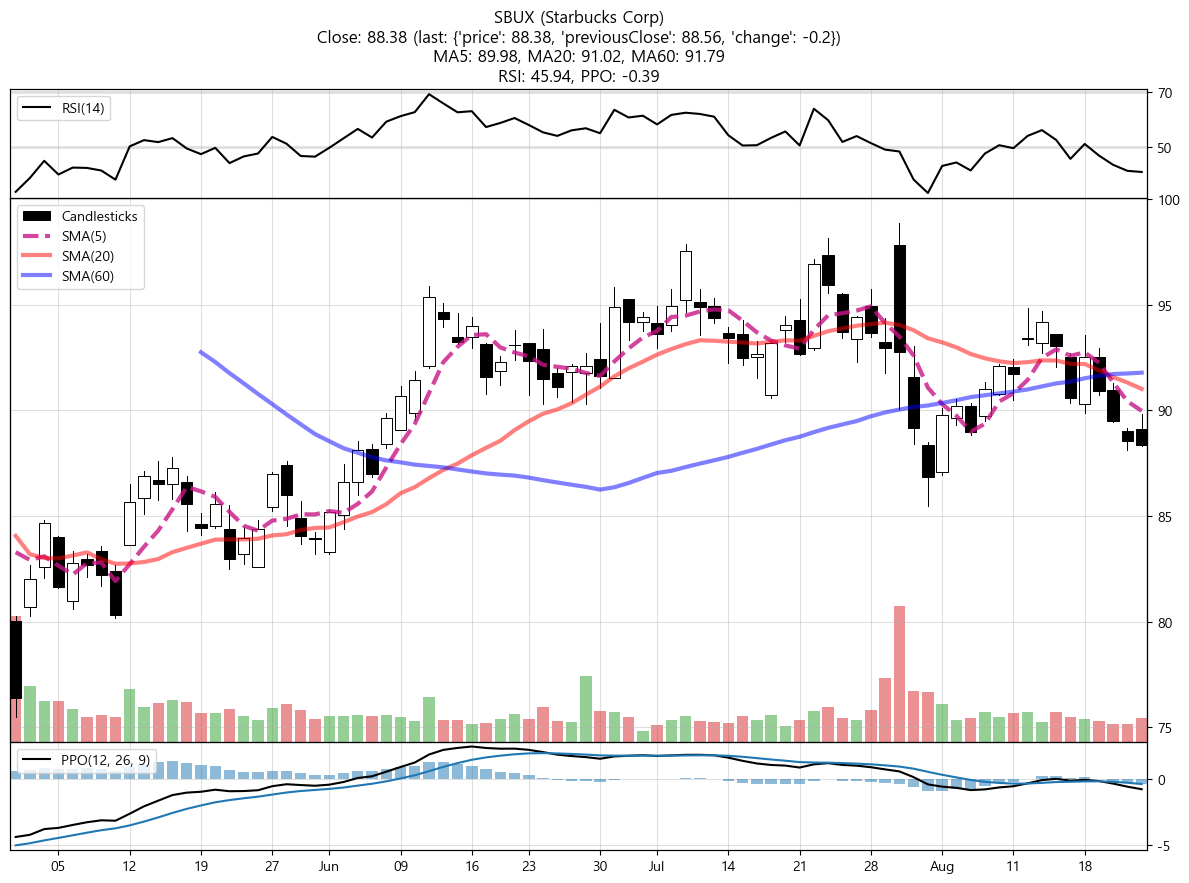 SBUX (Starbucks Corp)
Close: 88.38 (last: {'price': 88.38, 'previousClose': 88.56, 'change': -0.2})
MA5: 89.98, MA20: 91.02, MA60: 91.79
RSI: 45.94, PPO: -0.39
RSI(14)
70
50
100
Candlesticks
SMA(5)
SMA(20)
SMA(60)
95
90
85
80
75
PPO(12, 26, 9)
0
-5
05 12 19 27 Jun 09 16 23 30 Jul 14 21 28 Aug 11 18